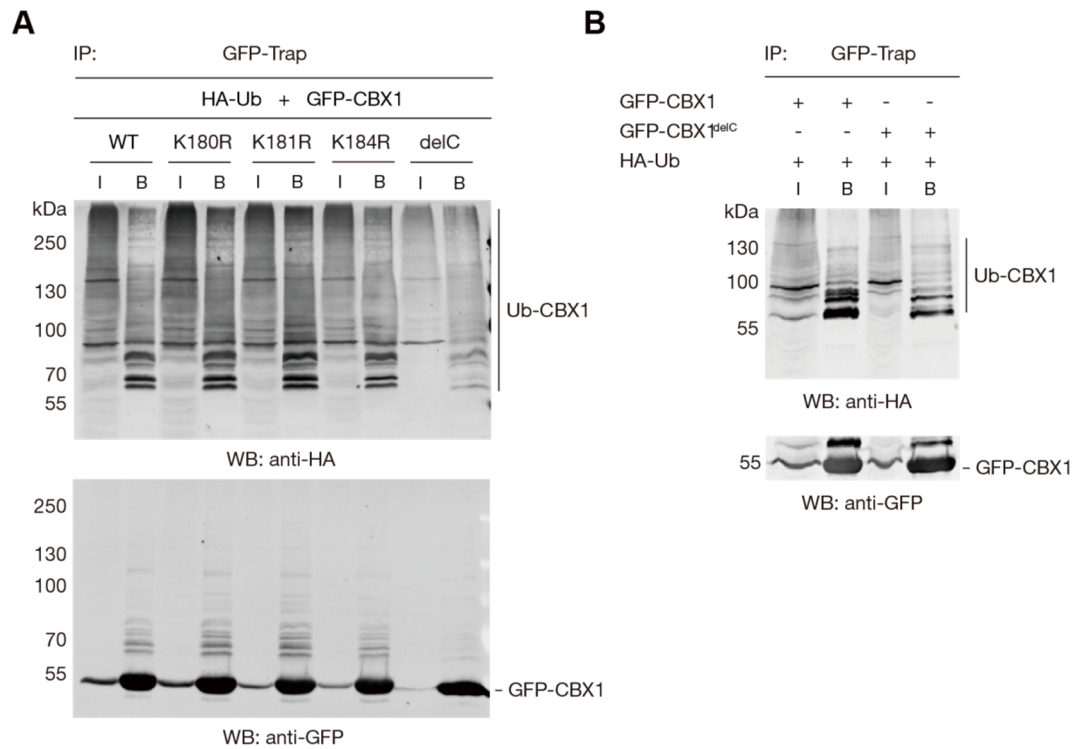 A
IP: GFP-Trap
HA-Ub + GFP-CBX1
WT K180R K181R K184R delC
I B I B I B I B I B
kDa
250
130
100
70
55
Ub-CBX1
WB: anti-HA
250
130
100
70
55
- GFP-CBX1
WB: anti-GFP
B
IP: GFP-Trap
GFP-CBX1 + + - -
GFP-CBX1delC - - + +
HA-Ub + + + +
I B I B
kDa
130
100
55
Ub-CBX1
WB: anti-HA
55
- GFP-CBX1
WB: anti-GFP